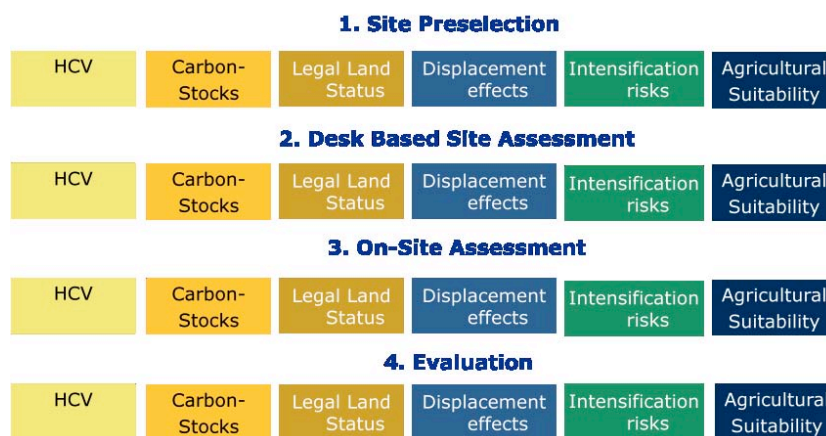 1. Site Preselection
HCV
Carbon-
Stocks
Legal Land
Status
Displacement
effects
Intensification
risks
Agricultural
Suitability
2. Desk Based Site Assessment
HCV
Carbon-
Stocks
Legal Land
Status
Displacement
effects
Intensification
risks
Agricultural
Suitability
3. On-Site Assessment
HCV
Carbon-
Stocks
Legal Land
Status
Displacement
effects
Intensification
risks
Agricultural
Suitability
4. Evaluation
HCV
Carbon-
Stocks
Legal Land
Status
Displacement
effects
Intensification
risks
Agricultural
Suitability